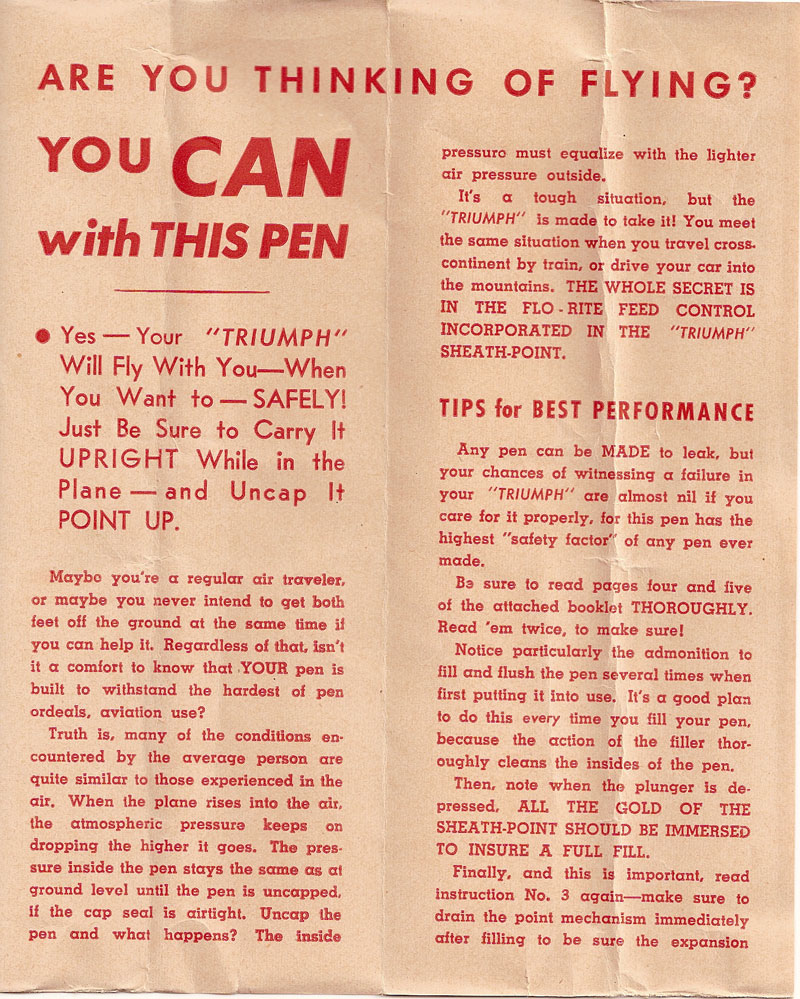 ARE YOU THINKING OF FLYING?
YOU CAN
with THIS PEN
● Yes — Your "TRIUMPH"
Will Fly With You—When
You Want to — SAFELY!
Just Be Sure to Carry It
UPRIGHT While in the
Plane — and Uncap It
POINT UP.
Maybe you're a regular air traveler,
or maybe you never intend to get both
feet off the ground at the same time if
you can help it. Regardless of that, isn't
it a comfort to know that YOUR pen is
built to withstand the hardest of pen
ordeals, aviation use?
Truth is, many of the conditions en-
countered by the average person are
quite similar to those experienced in the
air. When the plane rises into the air,
the atmospheric pressure keeps on
dropping the higher it goes. The pres-
sure inside the pen stays the same as at
ground level until the pen is uncapped,
if the cap seal is airtight. Uncap the
pen and what happens? The inside
pressure must equalize with the lighter
air pressure outside.
It's a tough situation, but the
"TRIUMPH" is made to take it! You meet
the same situation when you travel cross-
continent by train, or drive your car into
the mountains. THE WHOLE SECRET IS
IN THE FLO-RITE FEED CONTROL
INCORPORATED IN THE "TRIUMPH"
SHEATH-POINT.
TIPS for BEST PERFORMANCE
Any pen can be MADE to leak, but
your chances of witnessing a failure in
your "TRIUMPH" are almost nil if you
care for it properly, for this pen has the
highest "safety factor" of any pen ever
made.
Be sure to read pages four and five
of the attached booklet THOROUGHLY.
Read 'em twice, to make sure!
Notice particularly the admonition to
fill and flush the pen several times when
first putting it into use. It's a good plan
to do this every time you fill your pen,
because the action of the filler thor-
oughly cleans the insides of the pen.
Then, note when the plunger is de-
pressed, ALL THE GOLD OF THE
SHEATH-POINT SHOULD BE IMMERSED
TO INSURE A FULL FILL.
Finally, and this is important, read
instruction No. 3 again—make sure to
drain the point mechanism immediately
after filling to be sure the expansion